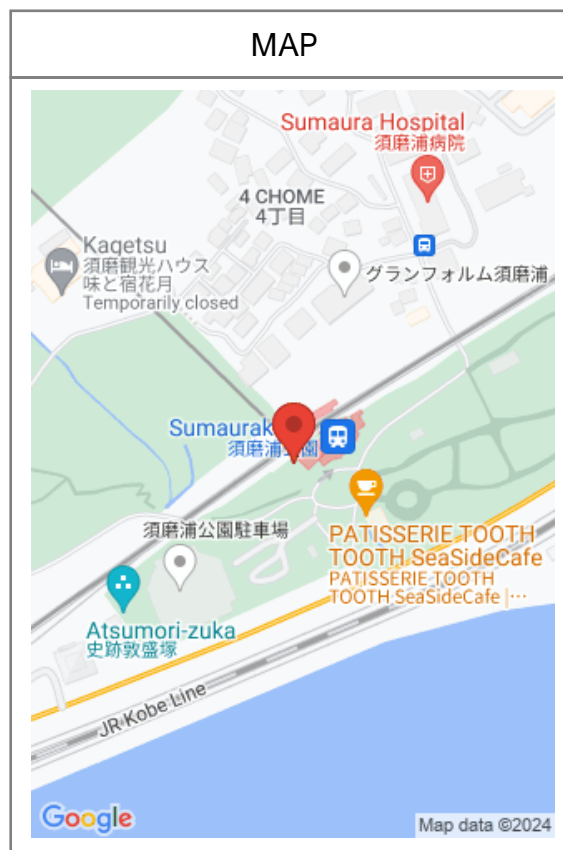 MAP
Sumaura Hospital
須磨浦病院
4 CHOME
4丁目
Kagetsu
須磨観光ハウス
味と宿花月
Temporarily closed
グランフォルム須磨浦
須磨浦公園駐車場
PATISSERIE TOOTH
TOOTH SeaSideCafe
PATISSERIE TOOTH
TOOTH SeaSideCafe |…
Atsumori-zuka
史跡敦盛塚
JR Kobe Line
Google
Map data ©2024